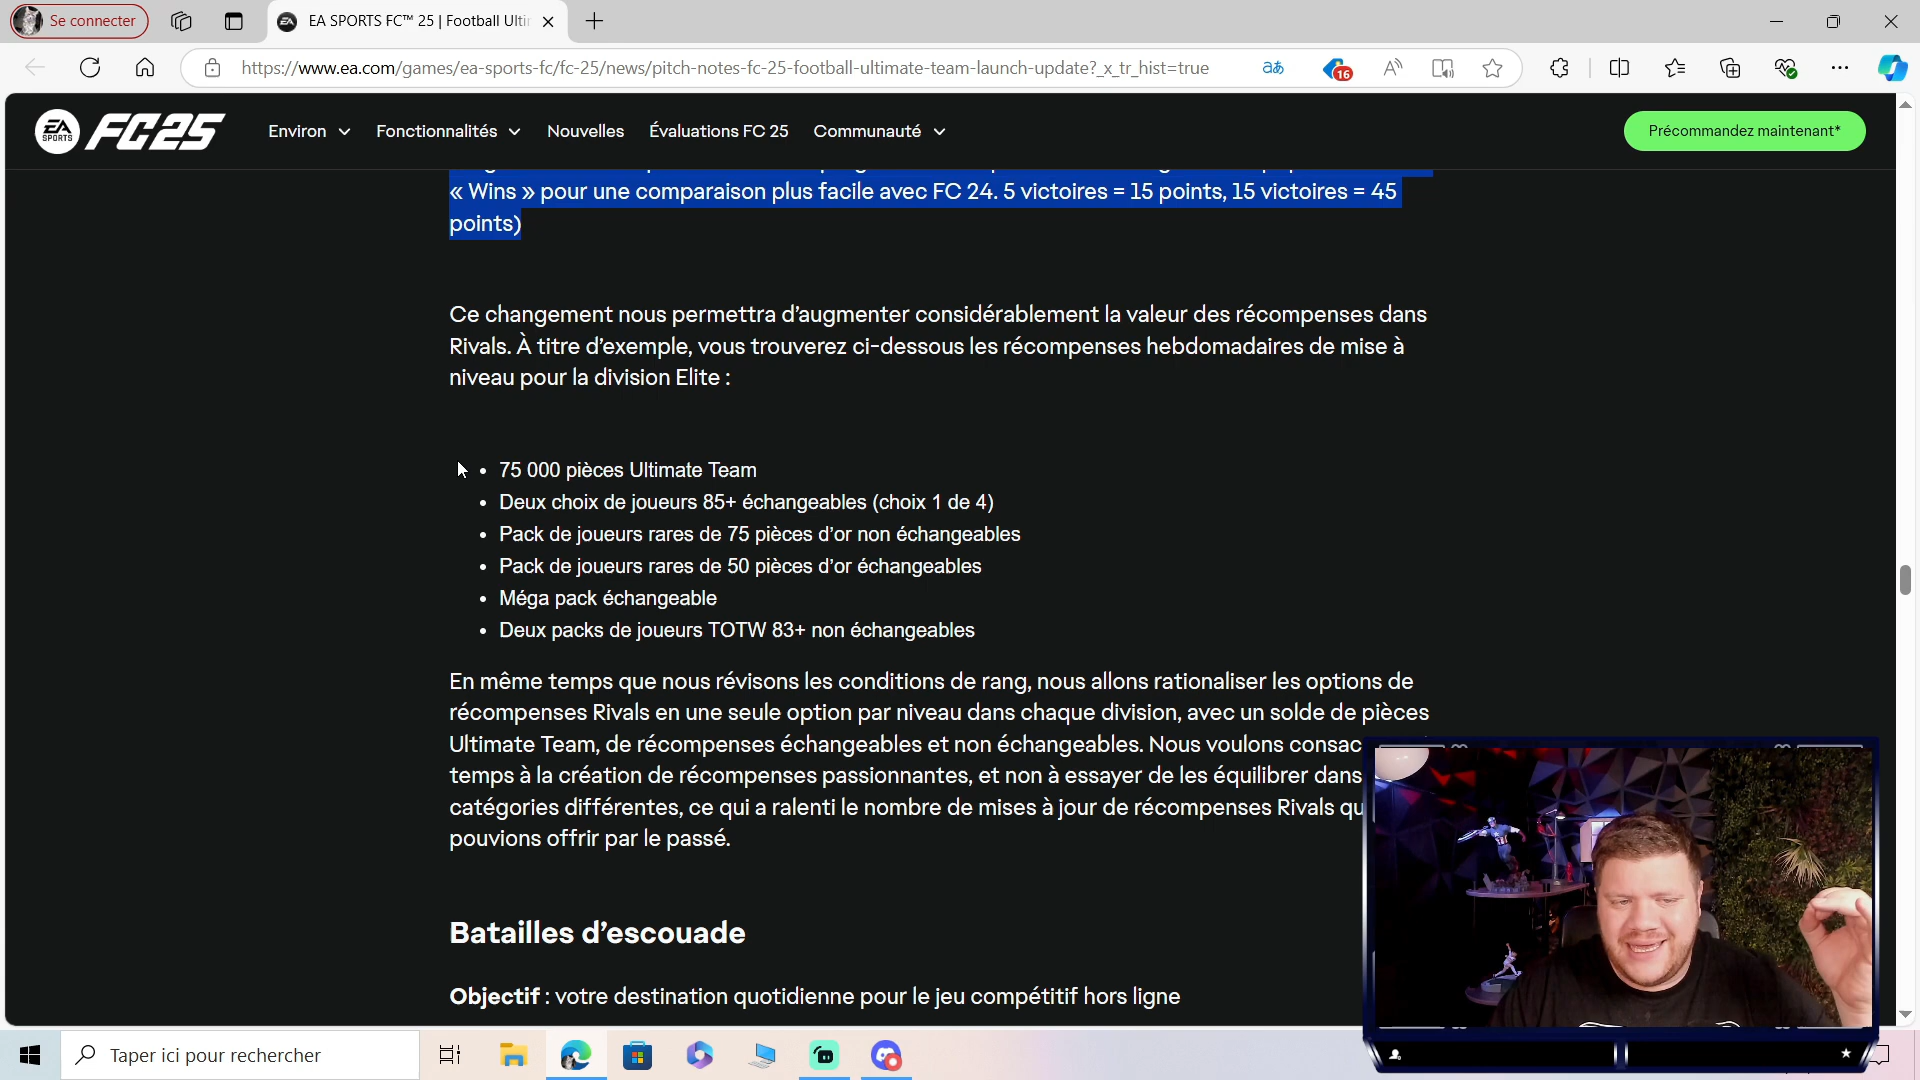 Se connecter
EA SPORTS FC™ 25 | Football Ulti
https://www.ea.com/games/ea-sports-fc/fc-25/news/pitch-notes-fc-25-football-ultimate-team-launch-update?_x_tr_hist=true
aあ
16
EA SPORTS FC25
Environ
Fonctionnalités
Nouvelles
Évaluations FC 25
Communauté
Précommandez maintenant*
« Wins » pour une comparaison plus facile avec FC 24. 5 victoires = 15 points, 15 victoires = 45
points)
Ce changement nous permettra d’augmenter considérablement la valeur des récompenses dans
Rivals. À titre d’exemple, vous trouverez ci-dessous les récompenses hebdomadaires de mise à
niveau pour la division Elite :
• 75 000 pièces Ultimate Team
• Deux choix de joueurs 85+ échangeables (choix 1 de 4)
• Pack de joueurs rares de 75 pièces d’or non échangeables
• Pack de joueurs rares de 50 pièces d’or échangeables
• Méga pack échangeable
• Deux packs de joueurs TOTW 83+ non échangeables
En même temps que nous révisons les conditions de rang, nous allons rationaliser les options de
récompenses Rivals en une seule option par niveau dans chaque division, avec un solde de pièces
Ultimate Team, de récompenses échangeables et non échangeables. Nous voulons consac
temps à la création de récompenses passionnantes, et non à essayer de les équilibrer dans
catégories différentes, ce qui a ralenti le nombre de mises à jour de récompenses Rivals qu
pouvions offrir par le passé.
Batailles d’escouade
Objectif : votre destination quotidienne pour le jeu compétitif hors ligne
Taper ici pour rechercher